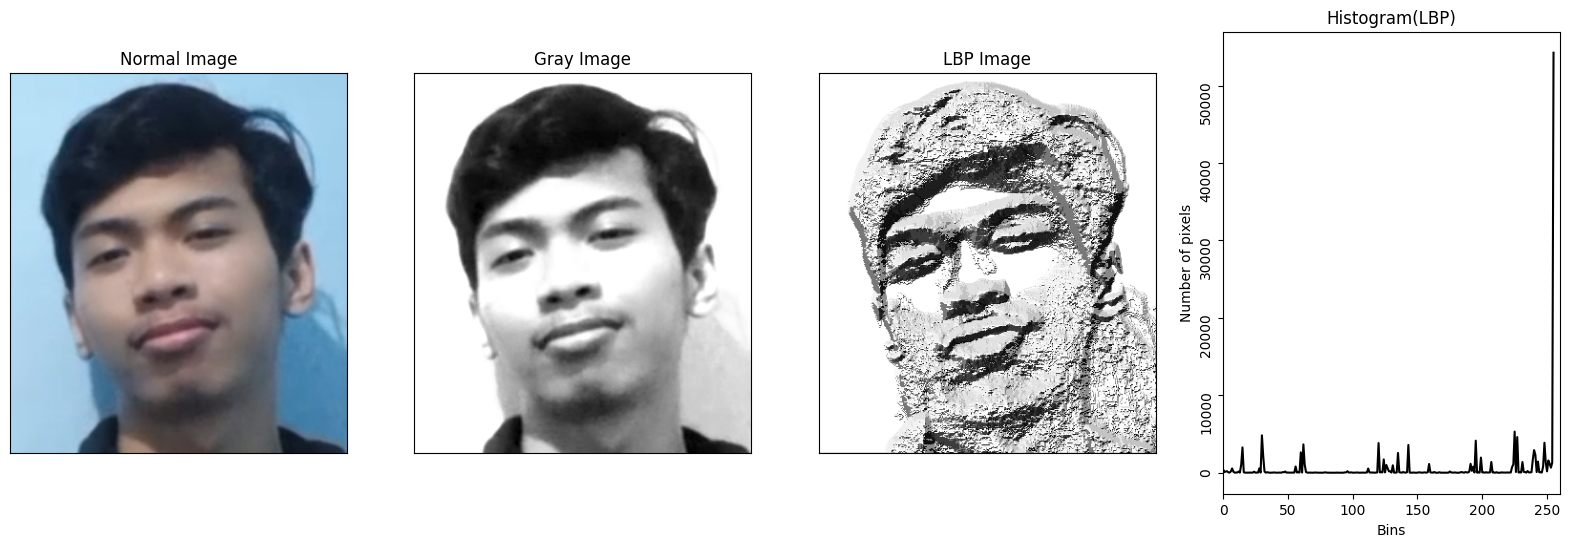 Normal Image
Gray Image
LBP Image
Histogram(LBP)
Number of pixels
50000
40000
30000
20000
10000
0
0 50 100 150 200 250
Bins